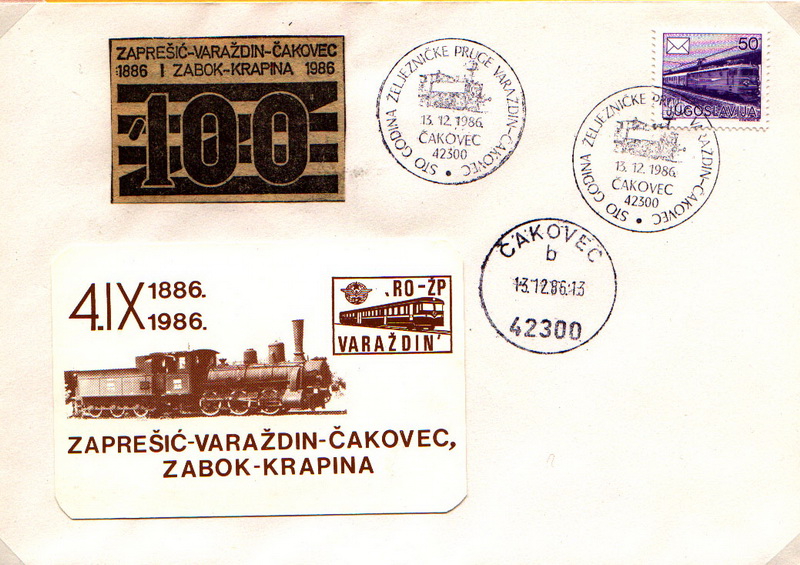 ZAPREŠIĆ-VARAŽDIN-ČAKOVEC
1886 I ZABOK-KRAPINA 1986
100
STO GODINA ŽELJEZNIČKE PRUGE VARAŽDIN-ČAKOVEC
13.12.1986.
ČAKOVEC
42300
50
JUGOSLAVIJA
STO GODINA ŽELJEZNIČKE PRUGE VARAŽDIN-ČAKOVEC
13.12.1986.
ČAKOVEC
42300
ČAKOVEC
b
13.12.86.13
42300
4.IX 1886.
1986.
"RO-ŽP
VARAŽDIN"
ZAPREŠIĆ-VARAŽDIN-ČAKOVEC,
ZABOK-KRAPINA